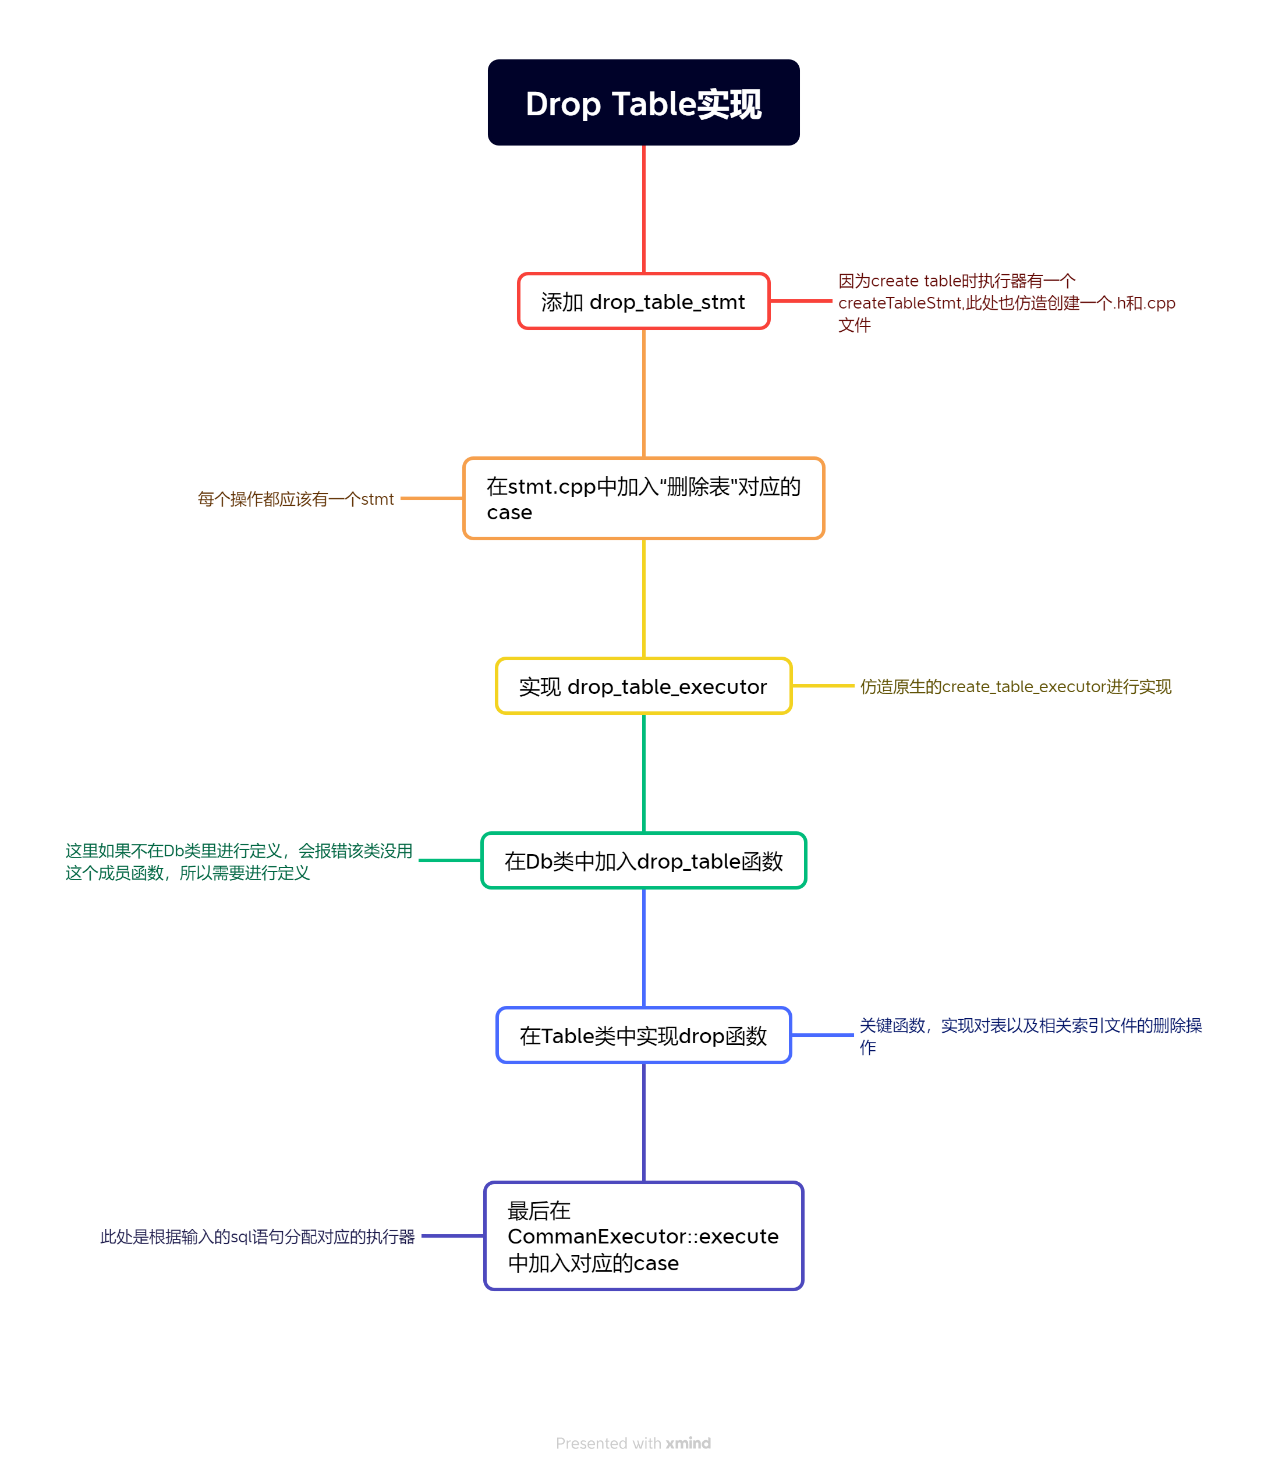 Drop Table实现
添加 drop_table_stmt
因为create table时执行器有一个
createTableStmt,此处也仿造创建一个.h和.cpp
文件
每个操作都应该有一个stmt
在stmt.cpp中加入“删除表”对应的
case
实现 drop_table_executor
仿造原生的create_table_executor进行实现
这里如果不在Db类里进行定义，会报错该类没用
这个成员函数，所以需要进行定义
在Db类中加入drop_table函数
在Table类中实现drop函数
关键函数，实现对表以及相关索引文件的删除操
作
此处是根据输入的sql语句分配对应的执行器
最后在
CommanExecutor::execute
中加入对应的case
Presented with xmind